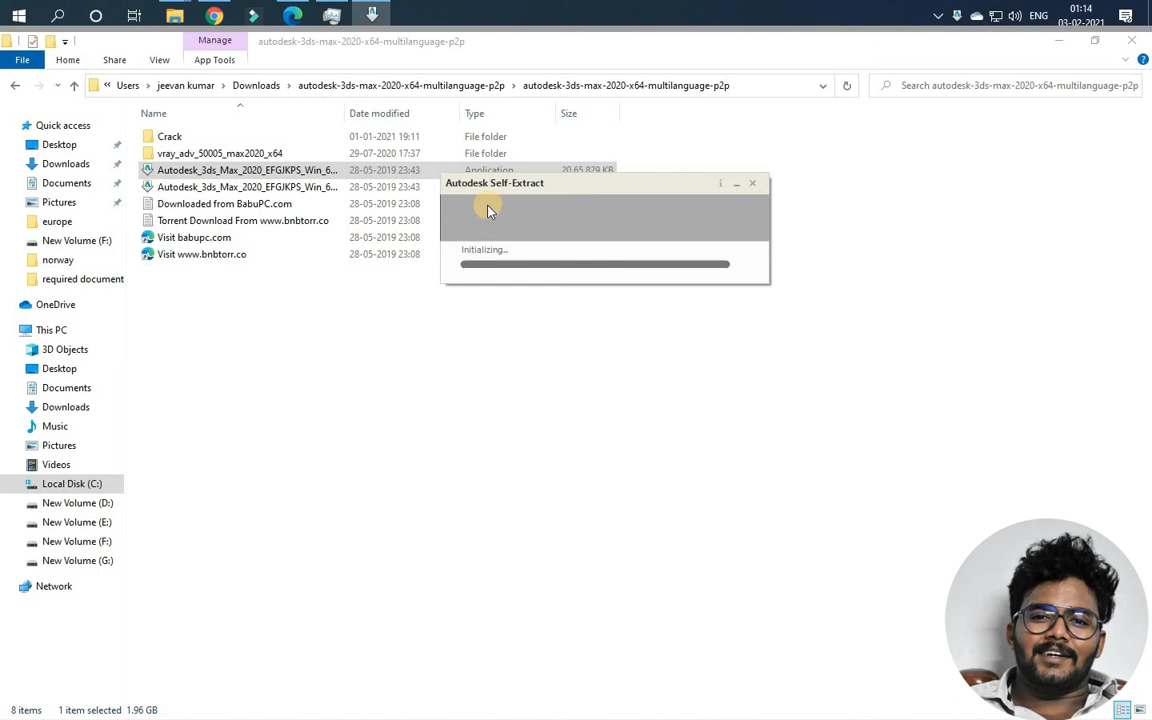 ENG
01:14
03-02-2021
Manage
autodesk-3ds-max-2020-x64-multilanguage-p2p
File
Home
Share
View
App Tools
« Users › jeevan kumar › Downloads › autodesk-3ds-max-2020-x64-multilanguage-p2p › autodesk-3ds-max-2020-x64-multilanguage-p2p
Search autodesk-3ds-max-2020-x64-multilanguage-p2p
Name
Date modified
Type
Size
Quick access
Desktop
Downloads
Documents
Pictures
europe
New Volume (F:)
norway
required document
OneDrive
This PC
3D Objects
Desktop
Documents
Downloads
Music
Pictures
Videos
Local Disk (C:)
New Volume (D:)
New Volume (E:)
New Volume (F:)
New Volume (G:)
Network
Crack 01-01-2021 19:11 File folder
vray_adv_50005_max2020_x64 29-07-2020 17:37 File folder
Autodesk_3ds_Max_2020_EFGJKPS_Win_6... 28-05-2019 23:43 Application 20,65,829 KB
Autodesk_3ds_Max_2020_EFGJKPS_Win_6... 28-05-2019 23:43
Downloaded from BabuPC.com 28-05-2019 23:08
Torrent Download From www.bnbtorr.co 28-05-2019 23:08
Visit babupc.com 28-05-2019 23:08
Visit www.bnbtorr.co 28-05-2019 23:08
Autodesk Self-Extract
Initializing...
8 items 1 item selected 1.96 GB